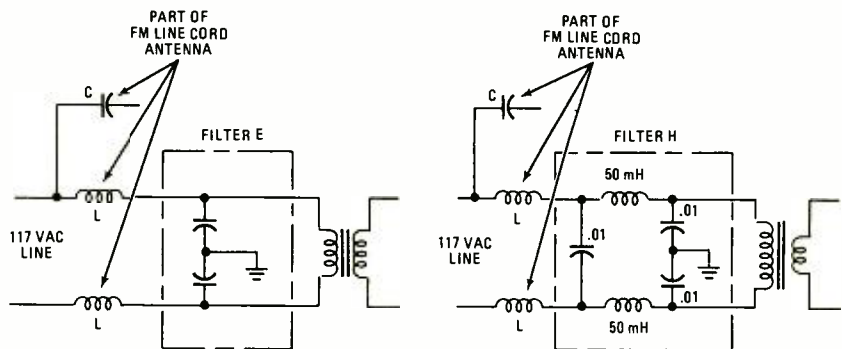 PART OF
FM LINE CORD
ANTENNA
C
FILTER E
L
117 VAC
LINE
L
PART OF
FM LINE CORD
ANTENNA
C
FILTER H
50 mH
L
.01
.01
117 VAC
LINE
.01
L
50 mH